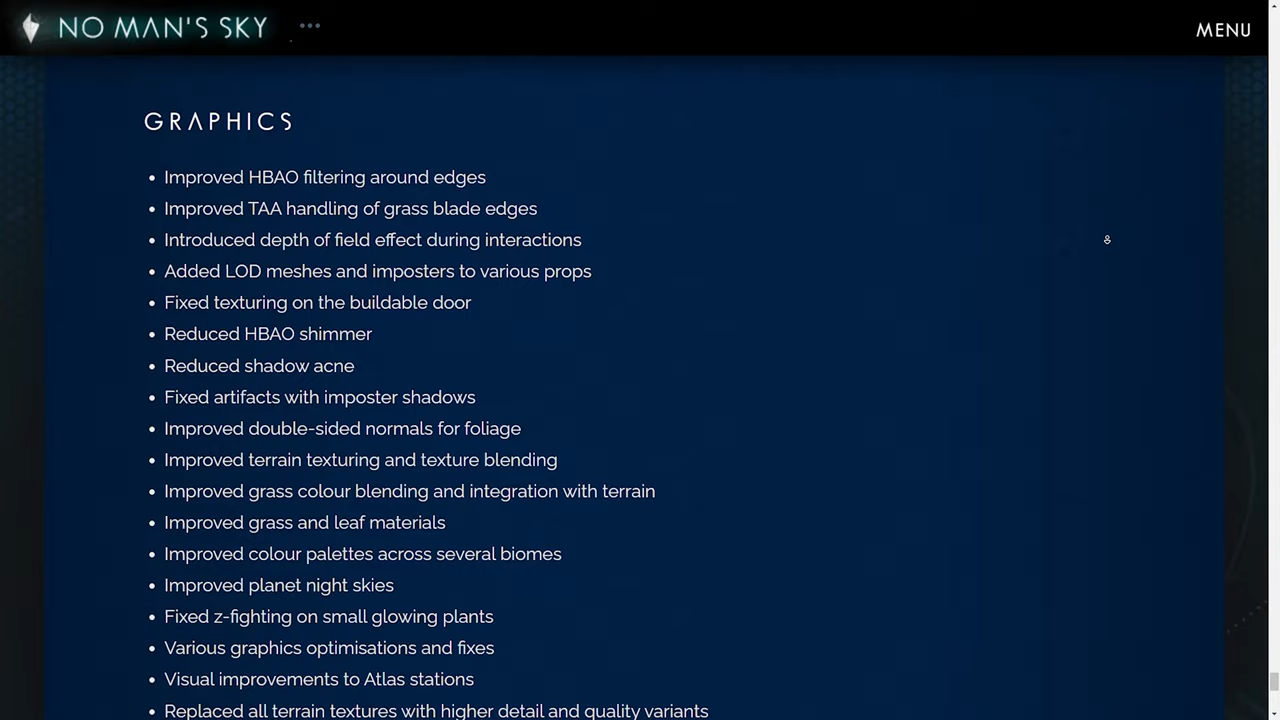 NO MAN'S SKY
MENU
GRAPHICS
• Improved HBAO filtering around edges
• Improved TAA handling of grass blade edges
• Introduced depth of field effect during interactions
• Added LOD meshes and imposters to various props
• Fixed texturing on the buildable door
• Reduced HBAO shimmer
• Reduced shadow acne
• Fixed artifacts with imposter shadows
• Improved double-sided normals for foliage
• Improved terrain texturing and texture blending
• Improved grass colour blending and integration with terrain
• Improved grass and leaf materials
• Improved colour palettes across several biomes
• Improved planet night skies
• Fixed z-fighting on small glowing plants
• Various graphics optimisations and fixes
• Visual improvements to Atlas stations
• Replaced all terrain textures with higher detail and quality variants